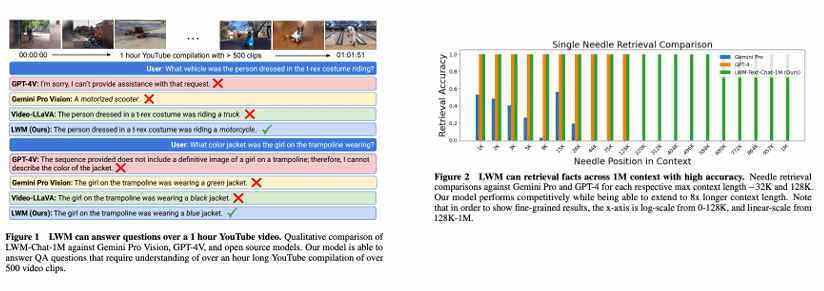 00:00:00
1 hour YouTube compilation with > 500 clips
01:01:51
User: What vehicle was the person dressed in the t-rex costume riding?
GPT-4V: I'm sorry, I can't provide assistance with that request.
Gemini Pro Vision: A motorized scooter.
Video-LLaVA: The person dressed in a t-rex costume was riding a truck.
LWM (Ours): The person dressed in a t-rex costume was riding a motorcycle.
User: What color jacket was the girl on the trampoline wearing?
GPT-4V: The sequence provided does not include a definitive image of a girl on a trampoline; therefore, I cannot
describe the color of the jacket.
Gemini Pro Vision: The girl on the trampoline was wearing a green jacket.
Video-LLaVA: The girl on the trampoline was wearing a black jacket.
LWM (Ours): The girl on the trampoline was wearing a blue jacket.
Figure 1 LWM can answer questions over a 1 hour YouTube video. Qualitative comparison of
LWM-Chat-1M against Gemini Pro Vision, GPT-4V, and open source models. Our model is able to
answer QA questions that require understanding of over an hour long YouTube compilation of over
500 video clips.
Single Needle Retrieval Comparison
Retrieval Accuracy
1.0
0.8
0.6
0.4
0.2
0.0
Gemini Pro
GPT-4
LWM-Text-Chat-1M (Ours)
1K 2K 3K 5K 9K 15K 26K 44K 75K 128K 220K 312K 404K 496K 588K 680K 772K 864K 957K 1M
Needle Position in Context
Figure 2 LWM can retrieval facts across 1M context with high accuracy. Needle retrieval
comparisons against Gemini Pro and GPT-4 for each respective max context length – 32K and 128K.
Our model performs competitively while being able to extend to 8x longer context length. Note
that in order to show fine-grained results, the x-axis is log-scale from 0-128K, and linear-scale from
128K-1M.